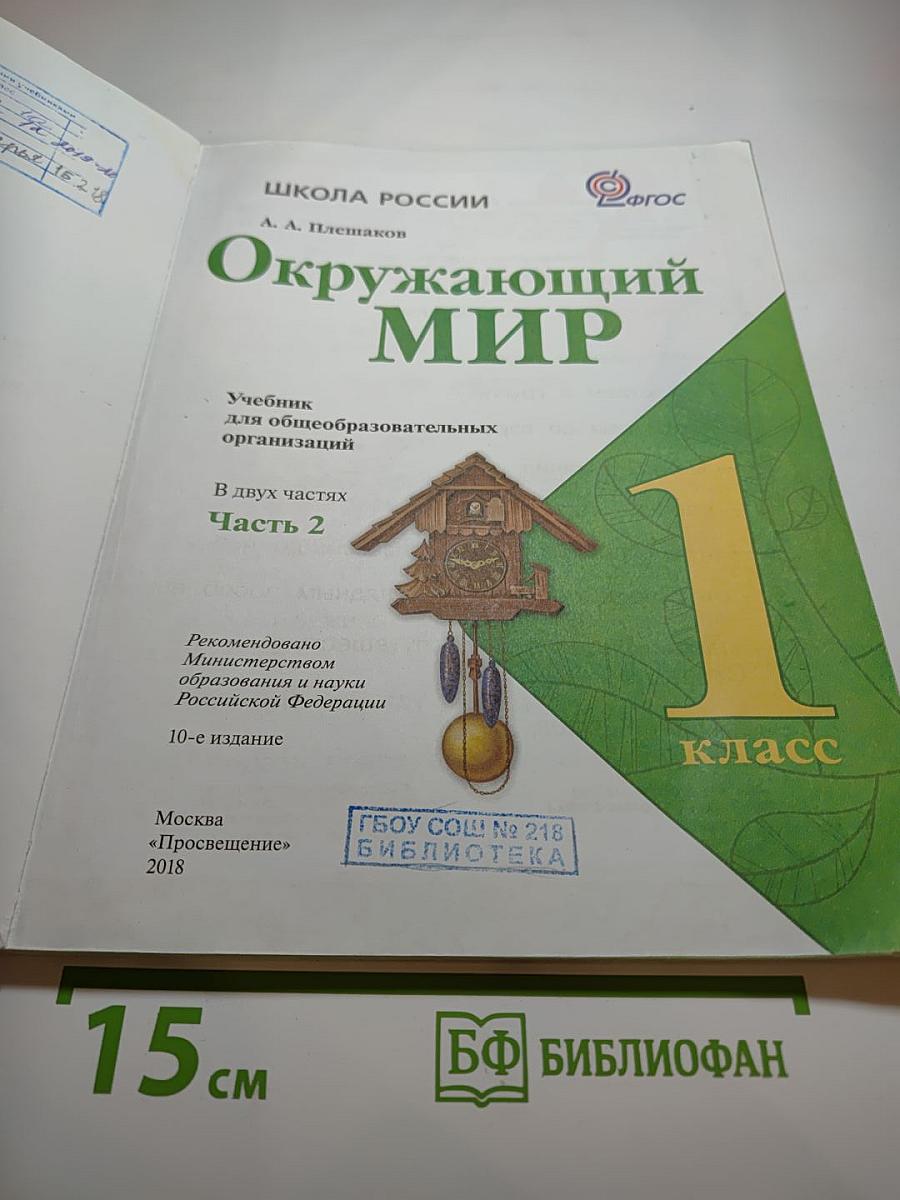 ШКОЛА РОССИИ
ФГОС
А. А. Плешаков
Окружающий
МИР
Учебник
для общеобразовательных
организаций
В двух частях
Часть 2
1
класс
Рекомендовано
Министерством
образования и науки
Российской Федерации
10-е издание
Москва
«Просвещение»
2018
ГБОУ СОШ № 218
БИБЛИОТЕКА
15 см
БФ БИБЛИОФАН